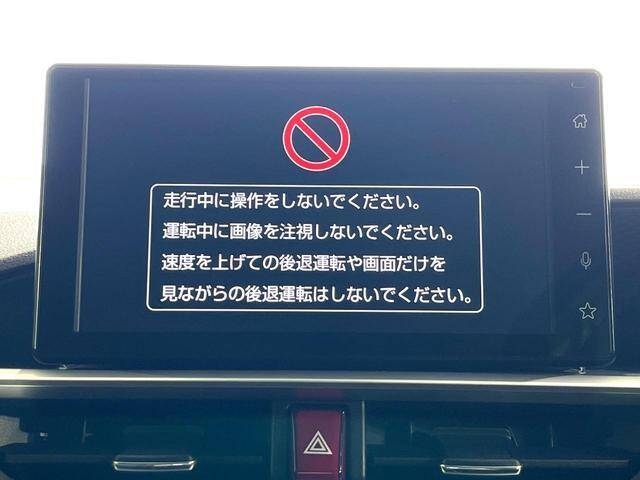 走行中に操作をしないでください。
運転中に画像を注視しないでください。
速度を上げての後退運転や画面だけを
見ながらの後退運転はしないでください。